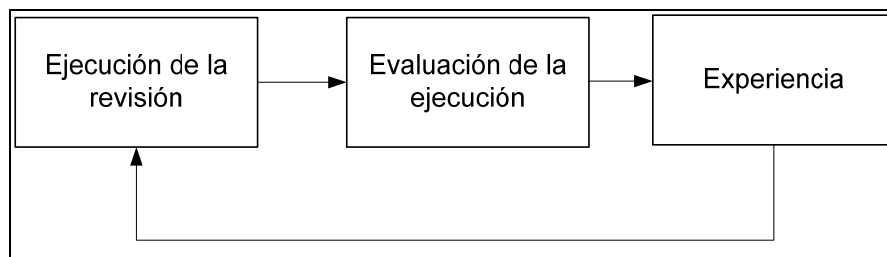 Ejecución de la
revisión
Evaluación de la
ejecución
Experiencia